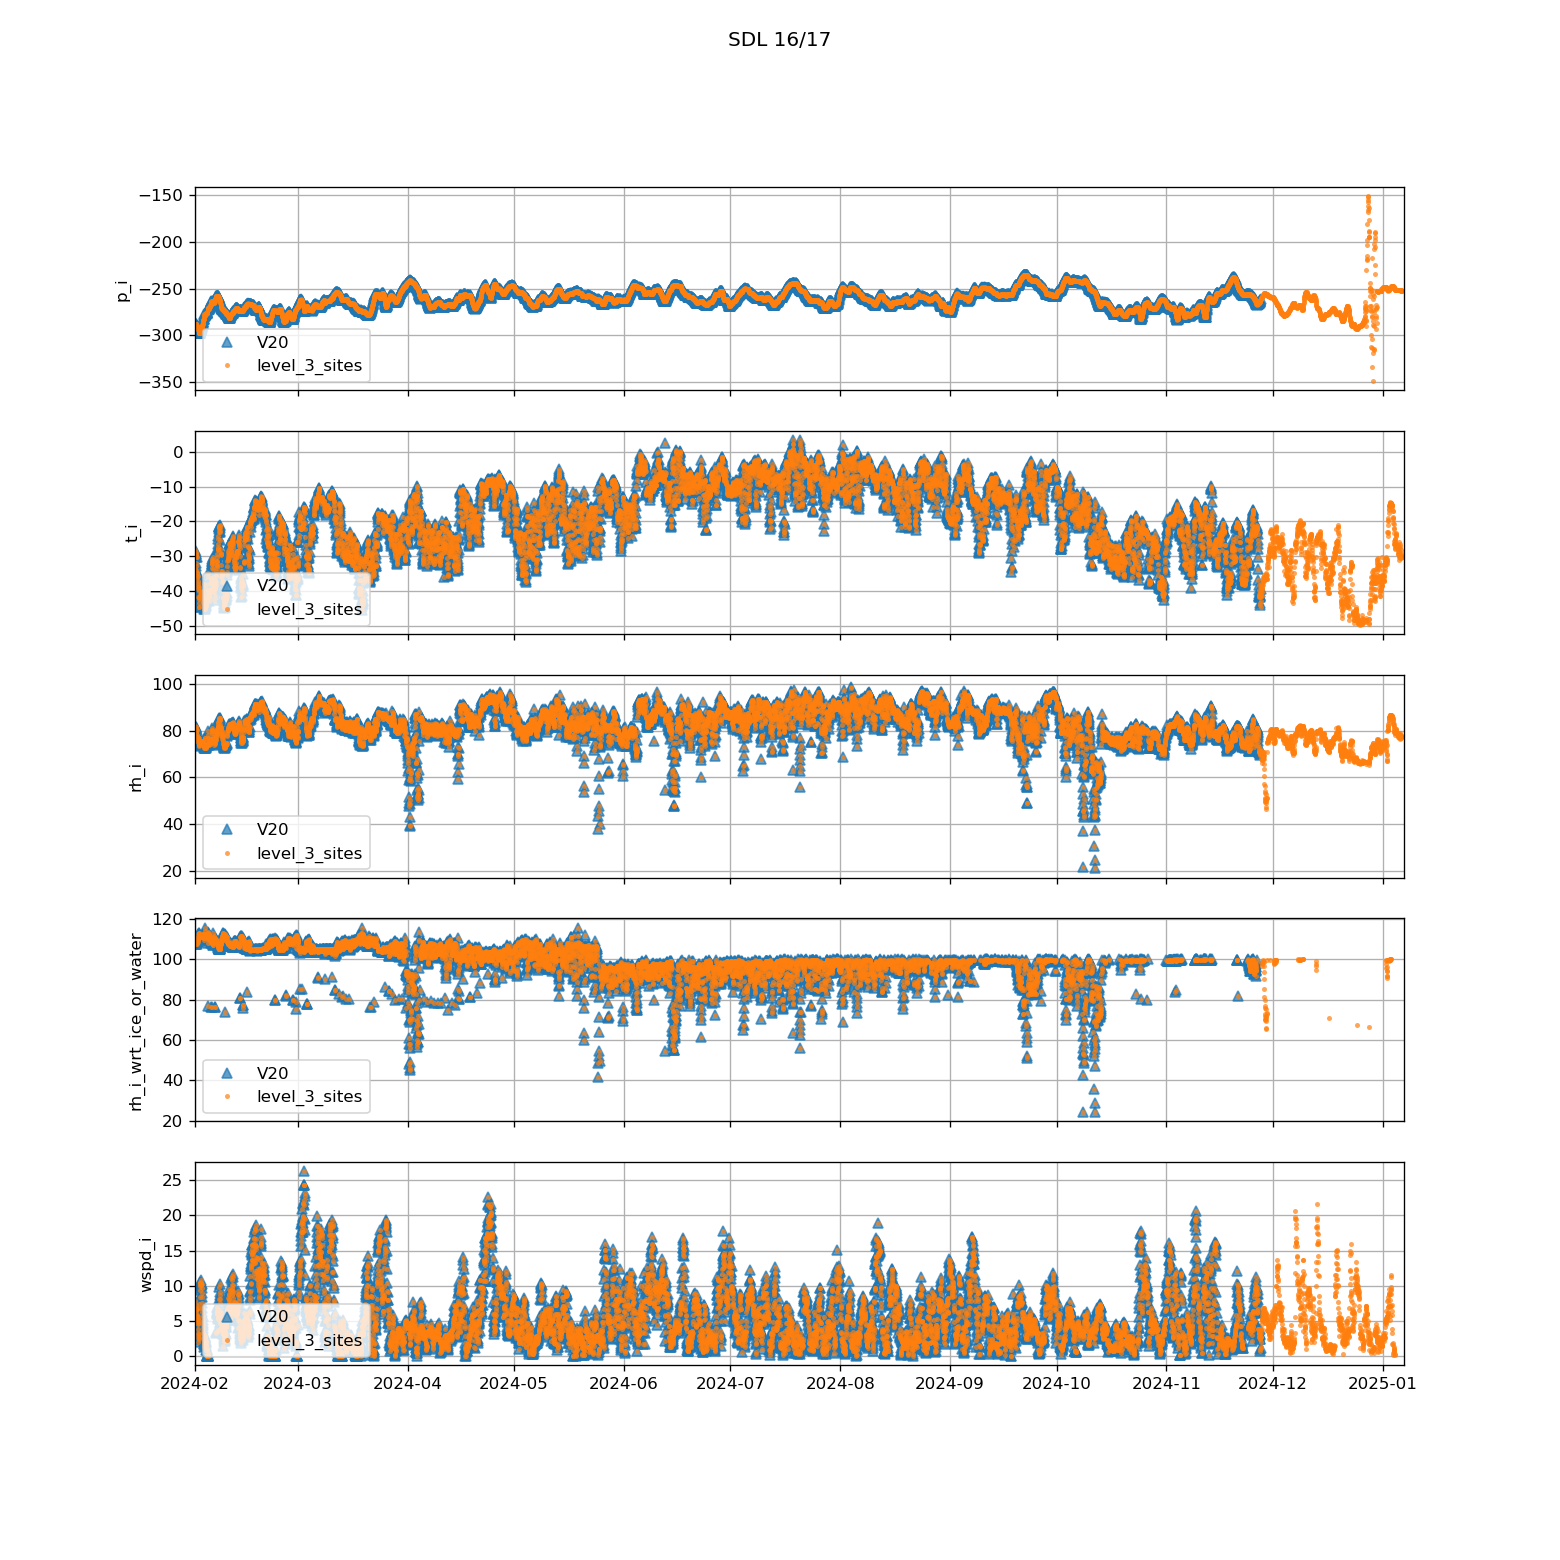 SDL 16/17
p_i
−150
−200
−250
−300
−350
V20
level_3_sites
t_i
0
−10
−20
−30
−40
−50
V20
level_3_sites
rh_i
100
80
60
40
20
V20
level_3_sites
rh_i_wrt_ice_or_water
120
100
80
60
40
20
V20
level_3_sites
wspd_i
25
20
15
10
5
0
V20
level_3_sites
2024-02 2024-03 2024-04 2024-05 2024-06 2024-07 2024-08 2024-09 2024-10 2024-11 2024-12 2025-01